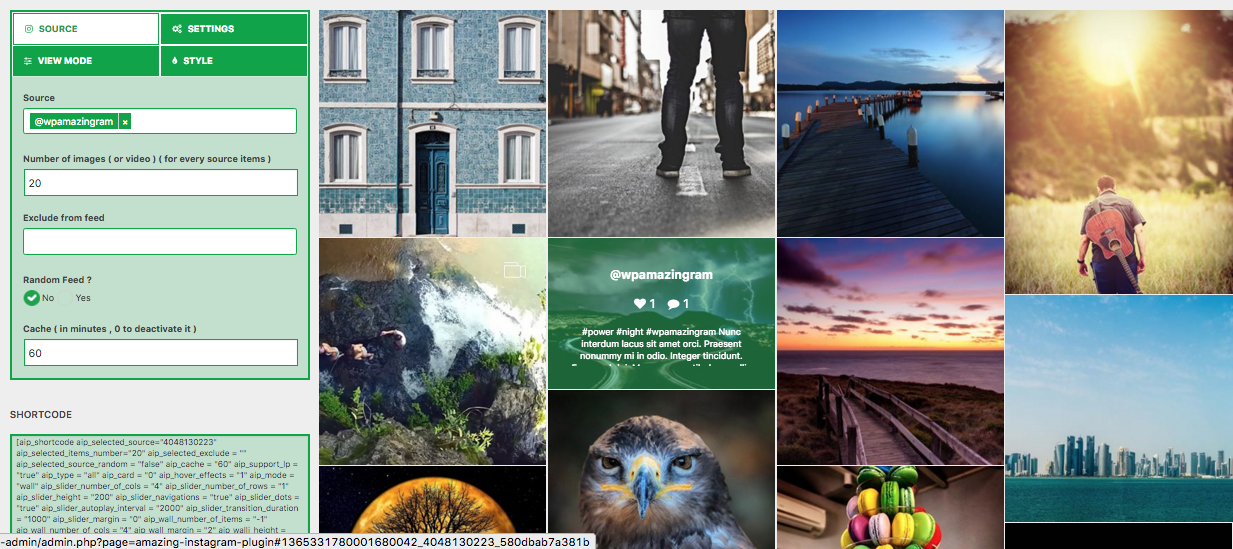 SOURCE
SETTINGS
VIEW MODE
STYLE
Source
@wpamazingram ×
Number of images ( or video ) ( for every source items )
20
Exclude from feed
Random Feed ?
No Yes
Cache ( in minutes , 0 to deactivate it )
60
SHORTCODE
[aip_shortcode aip_selected_source="4048130223"
aip_selected_items_number="20" aip_selected_exclude = ""
aip_selected_source_random = "false" aip_cache = "60" aip_support_lp =
"true" aip_type = "all" aip_card = "0" aip_hover_effects = "1" aip_mode =
"wall" aip_slider_number_of_cols = "4" aip_slider_number_of_rows = "1"
aip_slider_height = "200" aip_slider_navigations = "true" aip_slider_dots =
"true" aip_slider_autoplay_interval = "2000" aip_slider_transition_duration
= "1000" aip_slider_margin = "0" aip_wall_number_of_items = "-1"
aip_wall_number_of_cols = "4" aip_wall_margin = "2" aip_wall_height =
-admin/admin.php?page=amazing-instagram-plugin#1365331780001680042_4048130223_580dbab7a381b
@wpamazingram
1 1
#power #night #wpamazingram Nunc
interdum lacus sit amet orci. Praesent
nonummy mi in odio. Integer tincidunt.